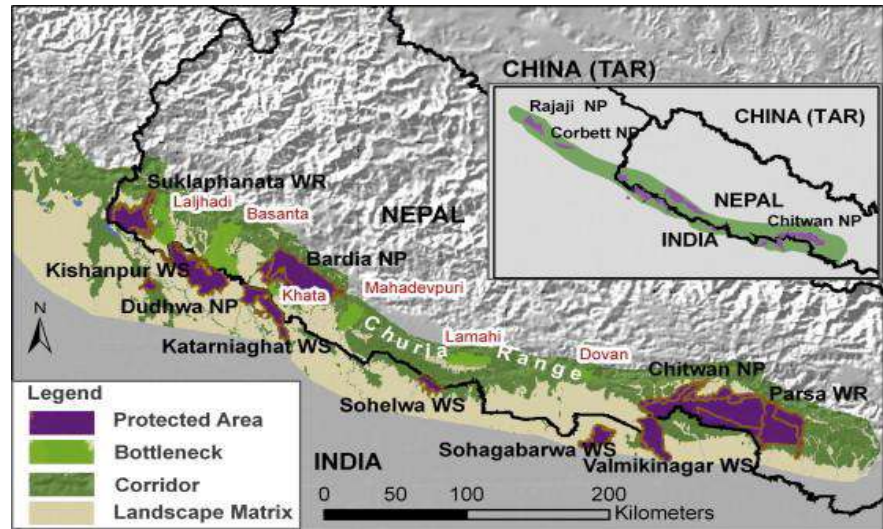 CHINA (TAR)
Rajaji NP
Corbett NP
CHINA (TAR)
NEPAL
Chitwan NP
INDIA
Suklaphanata WR
Laljhadi
Basanta
NEPAL
Bardia NP
Kishanpur WS
Mahadevpuri
Khata
Dudhwa NP
N
Churia Range
Lamahi
Katarniaghat WS
Dovan
Chitwan NP
Parsa WR
Sohelwa WS
Sohagabarwa WS
Valmikinagar WS
INDIA
Legend
Protected Area
Bottleneck
Corridor
Landscape Matrix
0 50 100 200
Kilometers